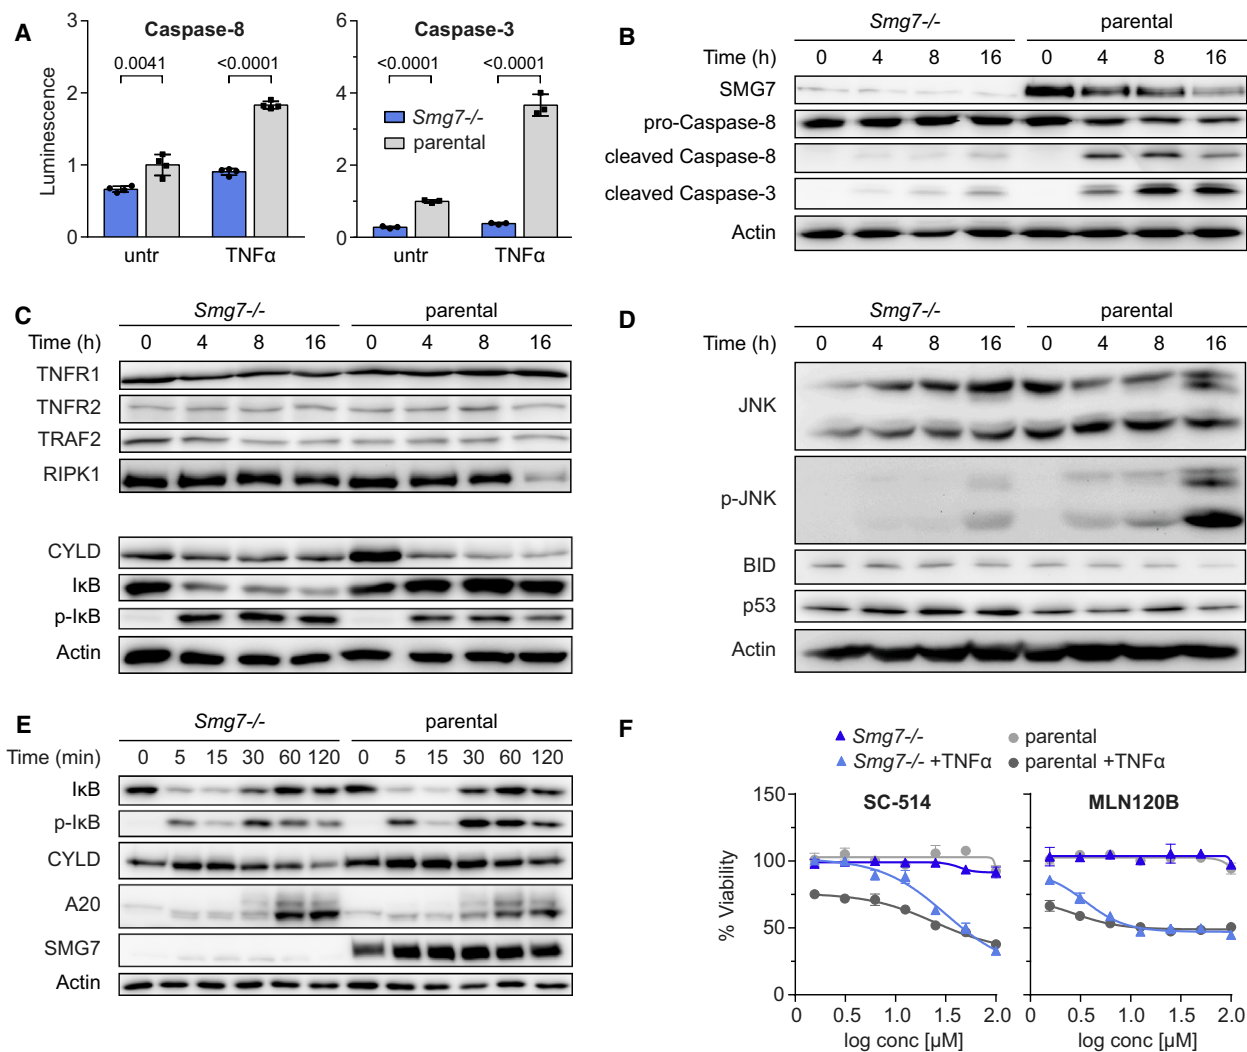 A
Caspase-8
Caspase-3
Luminescence
3
2
1
0
0.0041
<0.0001
untr
TNFα
6
4
2
0
<0.0001
<0.0001
Smg7-/-
parental
untr
TNFα
B
Smg7-/-
parental
Time (h) 0 4 8 16 0 4 8 16
SMG7
pro-Caspase-8
cleaved Caspase-8
cleaved Caspase-3
Actin
C
Smg7-/-
parental
Time (h) 0 4 8 16 0 4 8 16
TNFR1
TNFR2
TRAF2
RIPK1
CYLD
IκB
p-IκB
Actin
D
Smg7-/-
parental
Time (h) 0 4 8 16 0 4 8 16
JNK
p-JNK
BID
p53
Actin
E
Smg7-/-
parental
Time (min) 0 5 15 30 60 120 0 5 15 30 60 120
IκB
p-IκB
CYLD
A20
SMG7
Actin
F
Smg7-/-
parental
Smg7-/- +TNFα
parental +TNFα
SC-514
MLN120B
% Viability
150
100
50
0
0 0.5 1.0 1.5 2.0
0 0.5 1.0 1.5 2.0
log conc [µM]
log conc [µM]